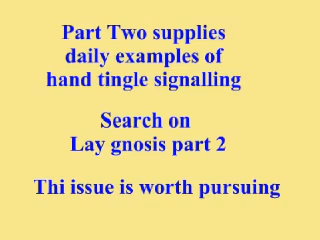 Part Two supplies
daily examples of
hand tingle signalling
Search on
Lay gnosis part 2
Thi issue is worth pursuing